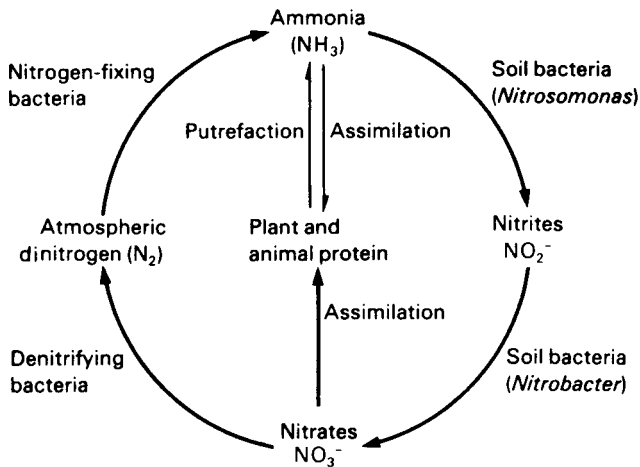 Ammonia
(NH₃)
Nitrogen-fixing
bacteria
Soil bacteria
(Nitrosomonas)
Putrefaction
Assimilation
Atmospheric
dinitrogen (N₂)
Plant and
animal protein
Nitrites
NO₂⁻
Assimilation
Denitrifying
bacteria
Soil bacteria
(Nitrobacter)
Nitrates
NO₃⁻